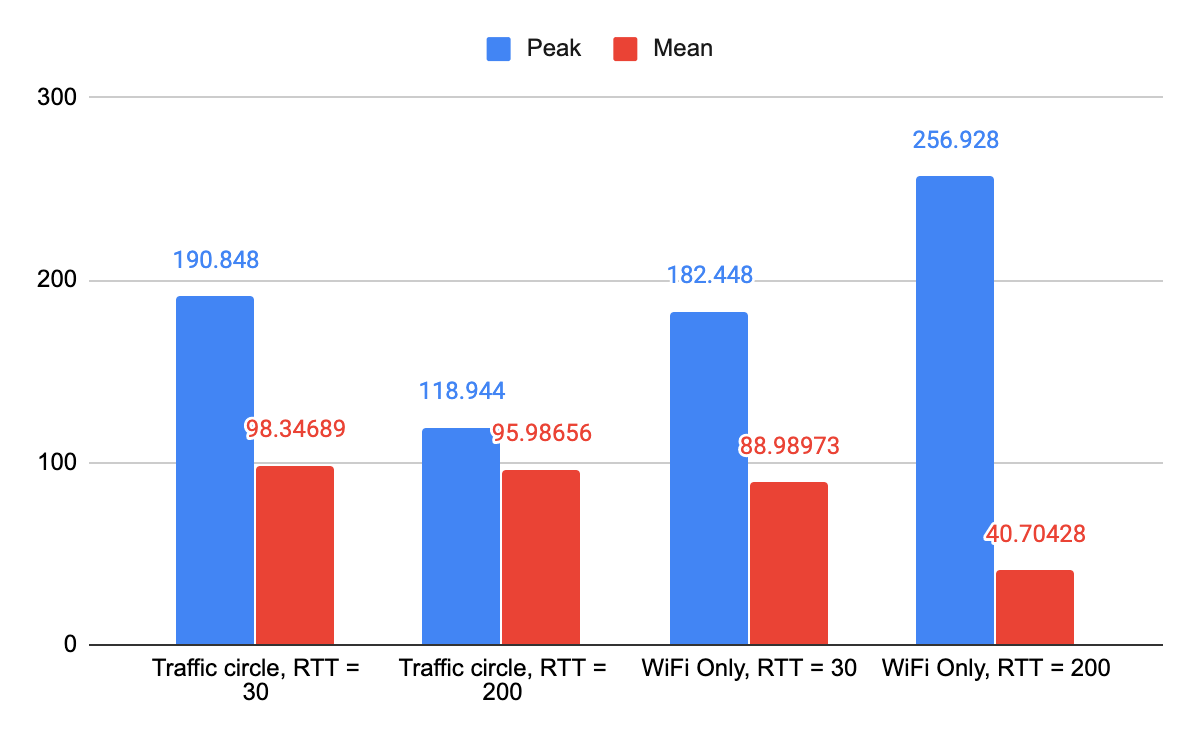 Peak Mean
300
256.928
190.848
200
182.448
118.944
98.34689
95.98656
88.98973
100
40.70428
0
Traffic circle, RTT =
30
Traffic circle, RTT =
200
WiFi Only, RTT = 30
WiFi Only, RTT = 200